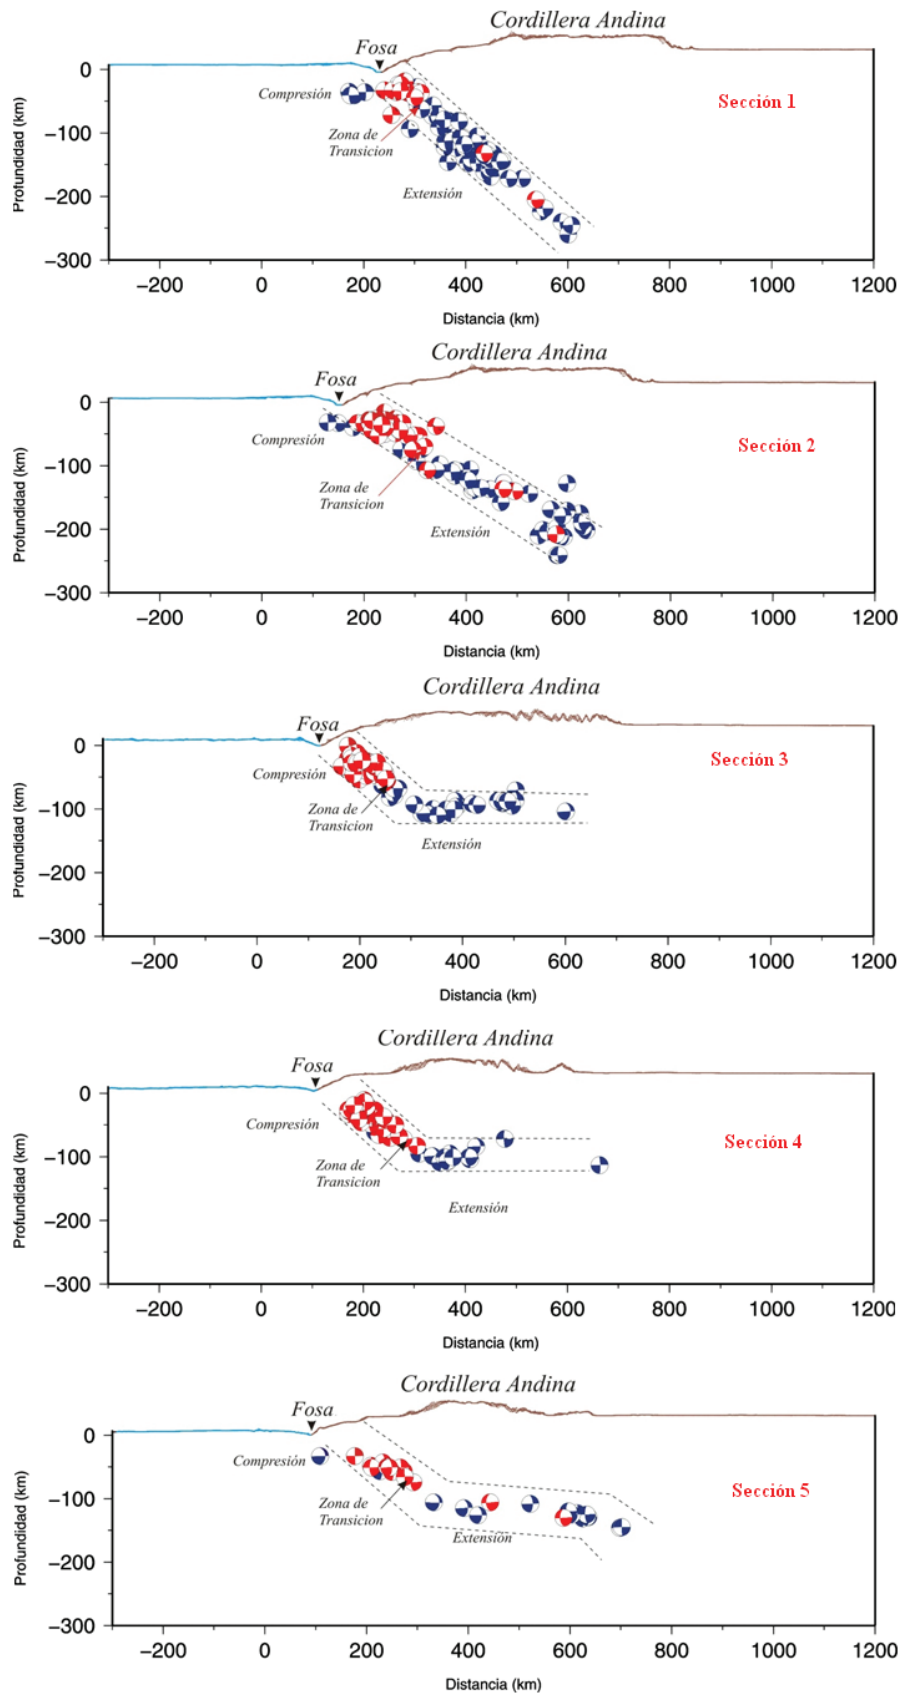 Cordillera Andina
Fosa
0
Compresión
Sección 1
−100
Zona de
Transicion
Profundidad (km)
Extensión
−200
−300
−200
0
200
400
600
800
1000
1200
Distancia (km)
Cordillera Andina
Fosa
0
Compresión
Sección 2
−100
Zona de
Transicion
Profundidad (km)
Extensión
−200
−300
−200
0
200
400
600
800
1000
1200
Distancia (km)
Cordillera Andina
Fosa
0
Compresión
Sección 3
−100
Zona de
Transicion
Profundidad (km)
Extensión
−200
−300
−200
0
200
400
600
800
1000
1200
Distancia (km)
Cordillera Andina
Fosa
0
Compresión
Sección 4
−100
Zona de
Transicion
Profundidad (km)
Extensión
−200
−300
−200
0
200
400
600
800
1000
1200
Distancia (km)
Cordillera Andina
Fosa
0
Compresión
Sección 5
−100
Zona de
Transicion
Profundidad (km)
Extensión
−200
−300
−200
0
200
400
600
800
1000
1200
Distancia (km)